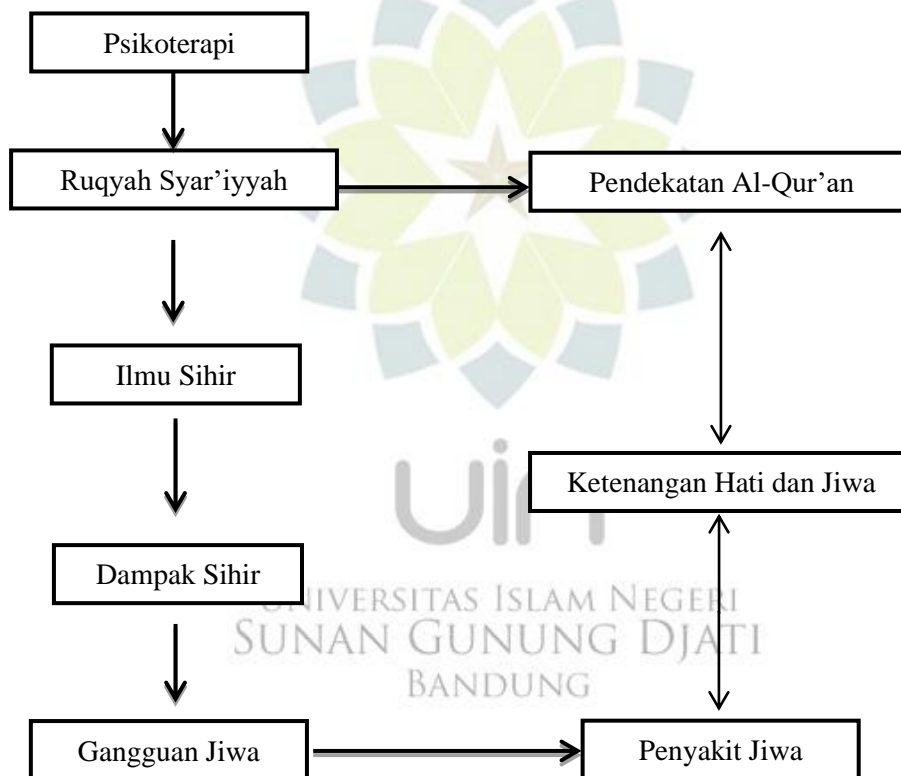 Psikoterapi
Ruqyah Syar'iyyah
Pendekatan Al-Qur'an
Ilmu Sihir
Ketenangan Hati dan Jiwa
uin
Dampak Sihir
UNIVERSITAS ISLAM NEGERI
SUNAN GUNUNG DJATI
BANDUNG
Gangguan Jiwa
Penyakit Jiwa